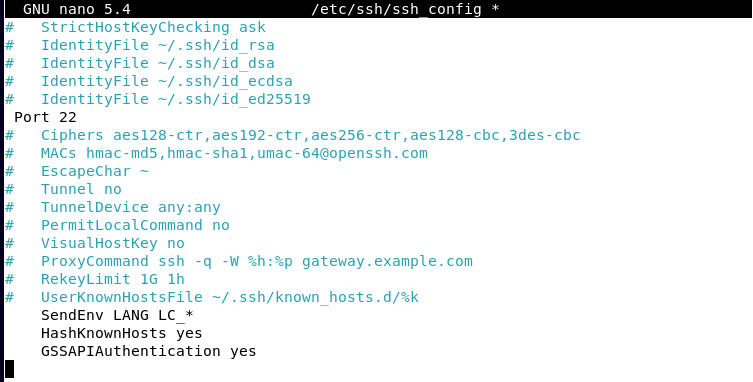 GNU nano 5.4 /etc/ssh/ssh_config *
#   StrictHostKeyChecking ask
#   IdentityFile ~/.ssh/id_rsa
#   IdentityFile ~/.ssh/id_dsa
#   IdentityFile ~/.ssh/id_ecdsa
#   IdentityFile ~/.ssh/id_ed25519
 Port 22
#   Ciphers aes128-ctr,aes192-ctr,aes256-ctr,aes128-cbc,3des-cbc
#   MACs hmac-md5,hmac-sha1,umac-64@openssh.com
#   EscapeChar ~
#   Tunnel no
#   TunnelDevice any:any
#   PermitLocalCommand no
#   VisualHostKey no
#   ProxyCommand ssh -q -W %h:%p gateway.example.com
#   RekeyLimit 1G 1h
#   UserKnownHostsFile ~/.ssh/known_hosts.d/%k
    SendEnv LANG LC_*
    HashKnownHosts yes
    GSSAPIAuthentication yes